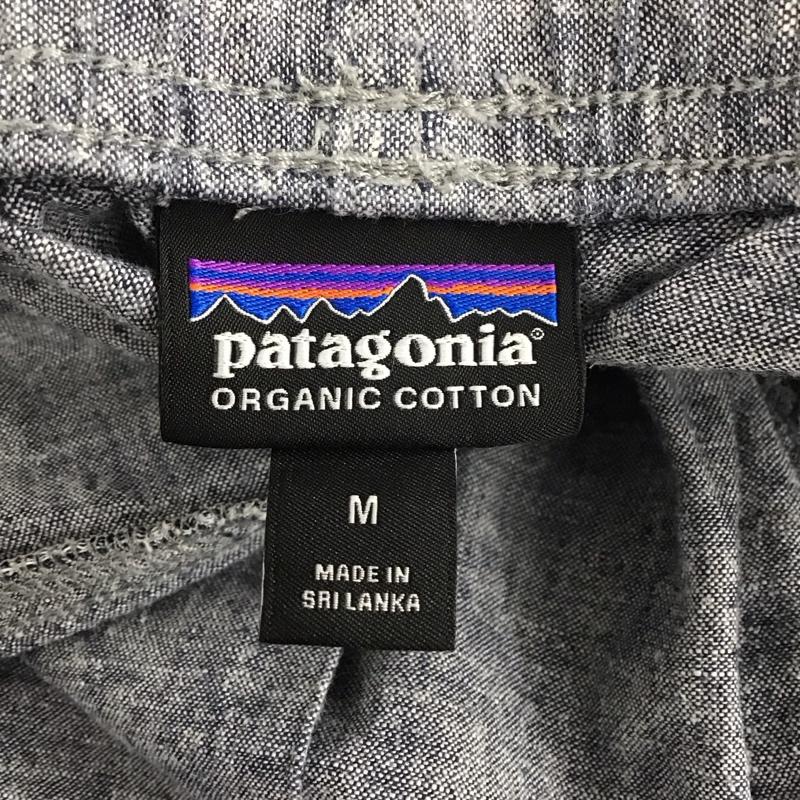 patagonia®
ORGANIC COTTON
M
MADE IN
SRI LANKA